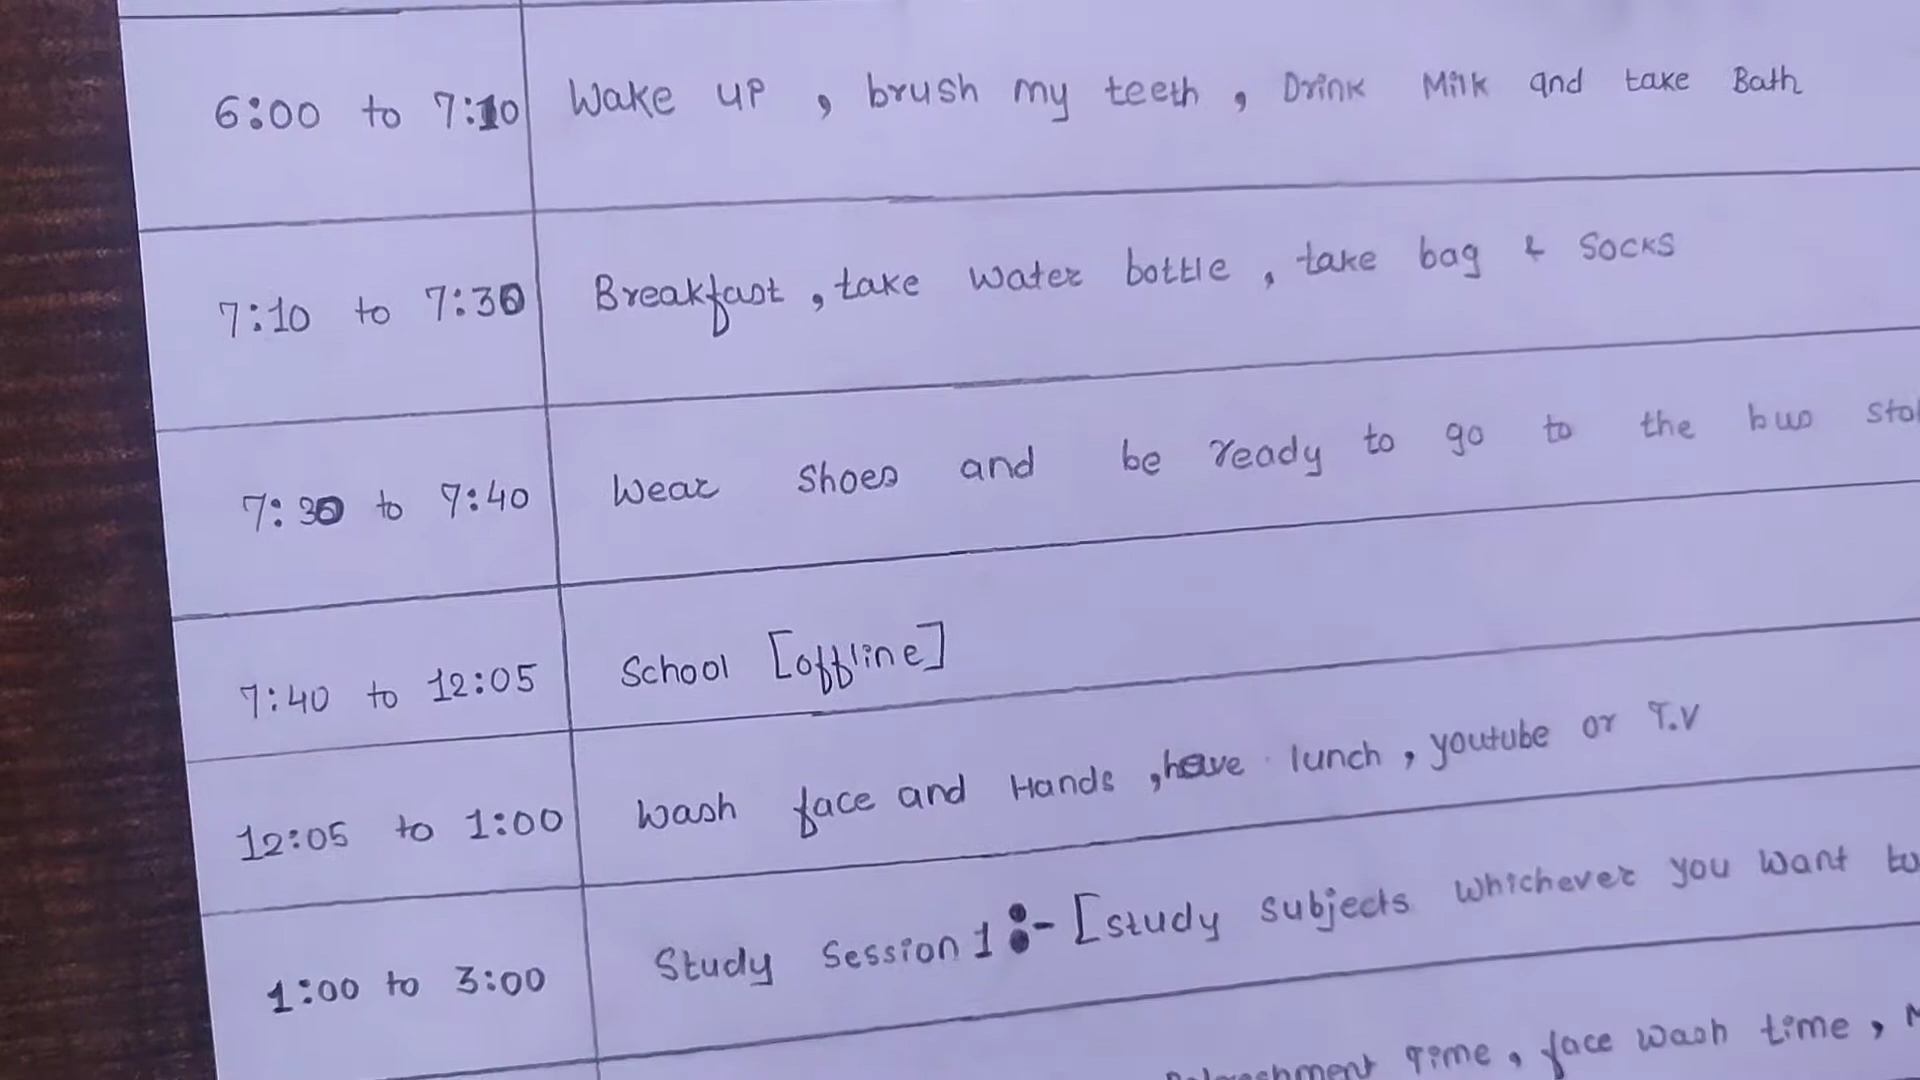 6:00 to 7:10 Wake up , brush my teeth , Drink Milk and take Bath
7:10 to 7:30 Breakfast , take water bottle , take bag & Socks
7:30 to 7:40 Wear Shoes and be ready to go to the bus
7:40 to 12:05 School [offline]
12:05 to 1:00 Wash face and Hands , have lunch , youtube or T.V
1:00 to 3:00 Study Session 1 :- [study subjects whichever you want to
Time , face wash time ,